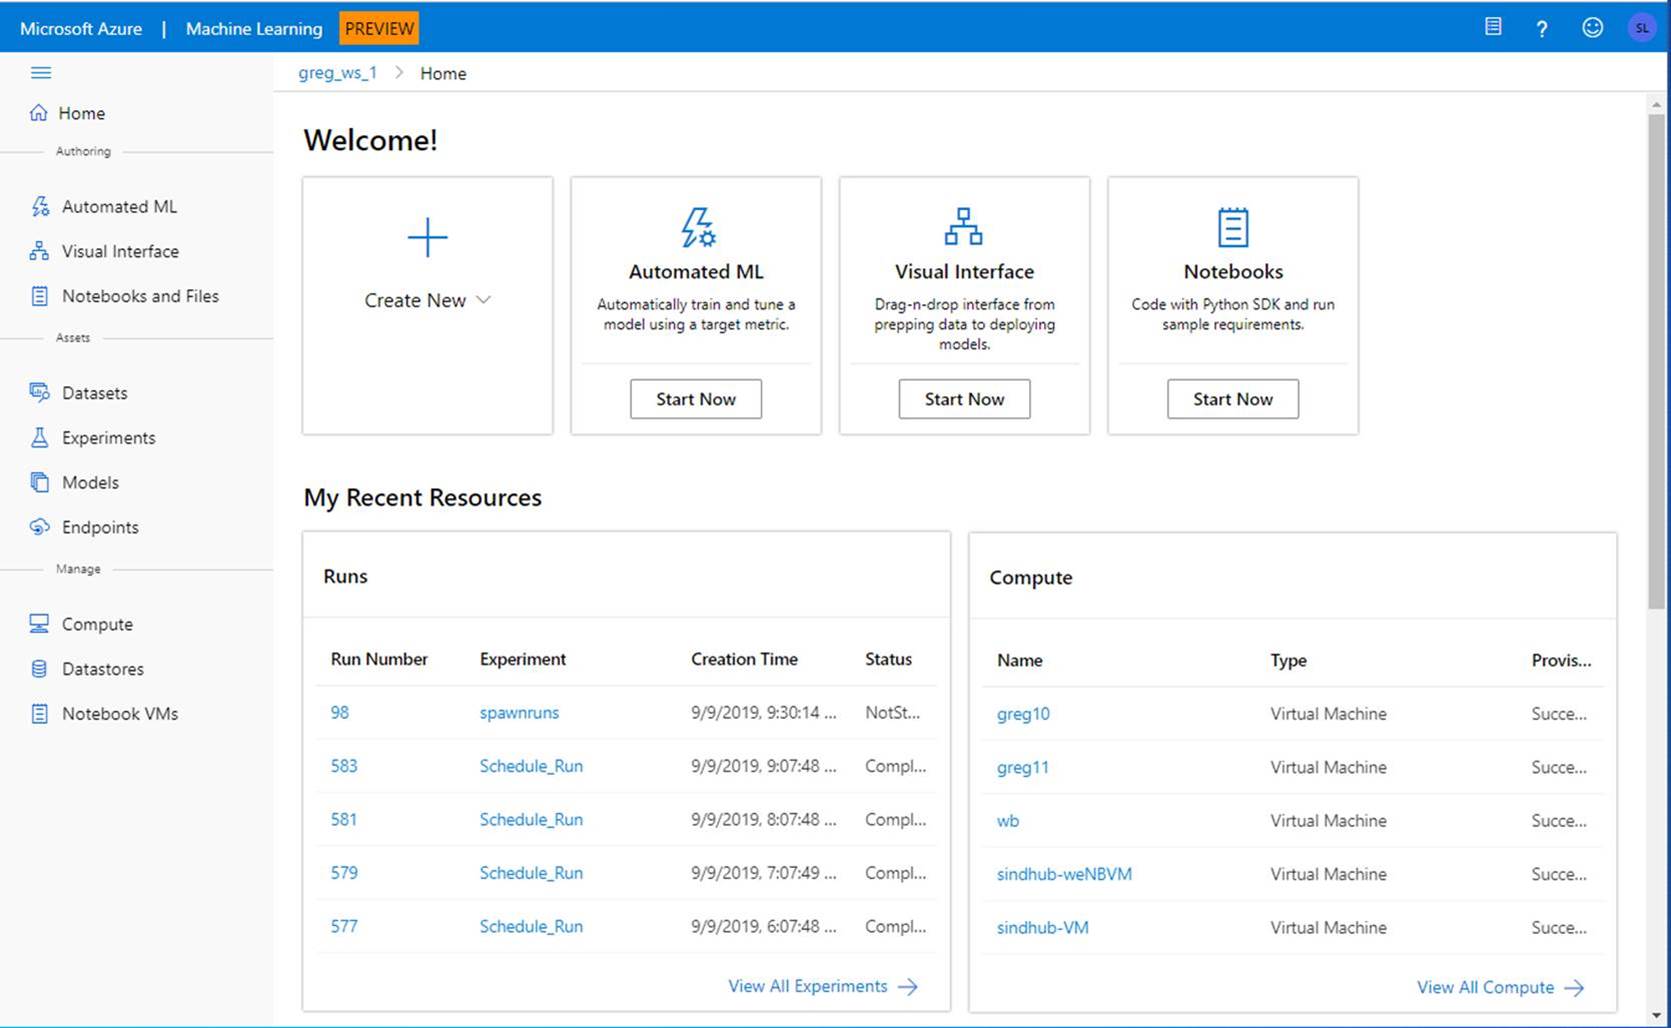 Microsoft Azure | Machine Learning PREVIEW
? SL
greg_ws_1 > Home
Home
Authoring
Automated ML
Visual Interface
Notebooks and Files
Assets
Datasets
Experiments
Models
Endpoints
Manage
Compute
Datastores
Notebook VMs
Welcome!
Create New
Automated ML
Automatically train and tune a
model using a target metric.
Start Now
Visual Interface
Drag-n-drop interface from
prepping data to deploying
models.
Start Now
Notebooks
Code with Python SDK and run
sample requirements.
Start Now
My Recent Resources
Runs
Run Number Experiment Creation Time Status
98 spawnruns 9/9/2019, 9:30:14 ... NotSt...
583 Schedule_Run 9/9/2019, 9:07:48 ... Compl...
581 Schedule_Run 9/9/2019, 8:07:48 ... Compl...
579 Schedule_Run 9/9/2019, 7:07:49 ... Compl...
577 Schedule_Run 9/9/2019, 6:07:48 ... Compl...
View All Experiments
Compute
Name Type Provis...
greg10 Virtual Machine Succe...
greg11 Virtual Machine Succe...
wb Virtual Machine Succe...
sindhub-weNBVM Virtual Machine Succe...
sindhub-VM Virtual Machine Succe...
View All Compute